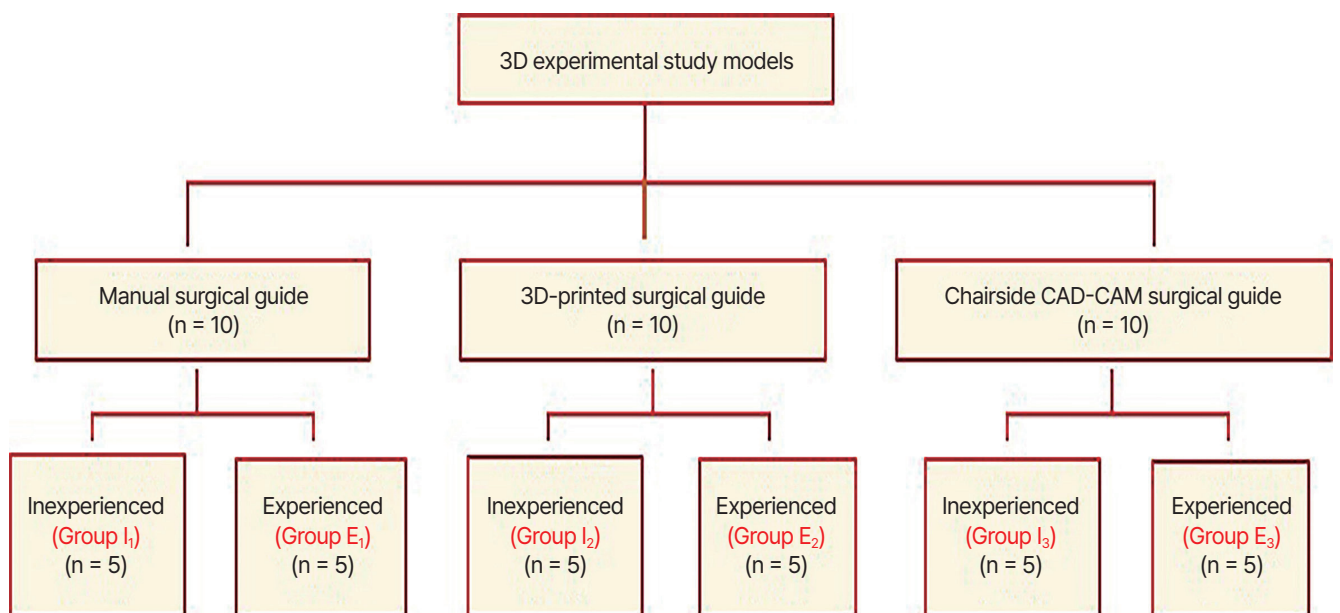 3D experimental study models
Manual surgical guide
(n = 10)
3D-printed surgical guide
(n = 10)
Chairside CAD-CAM surgical guide
(n = 10)
Inexperienced
(Group I₁)
(n = 5)
Experienced
(Group E₁)
(n = 5)
Inexperienced
(Group I₂)
(n = 5)
Experienced
(Group E₂)
(n = 5)
Inexperienced
(Group I₃)
(n = 5)
Experienced
(Group E₃)
(n = 5)